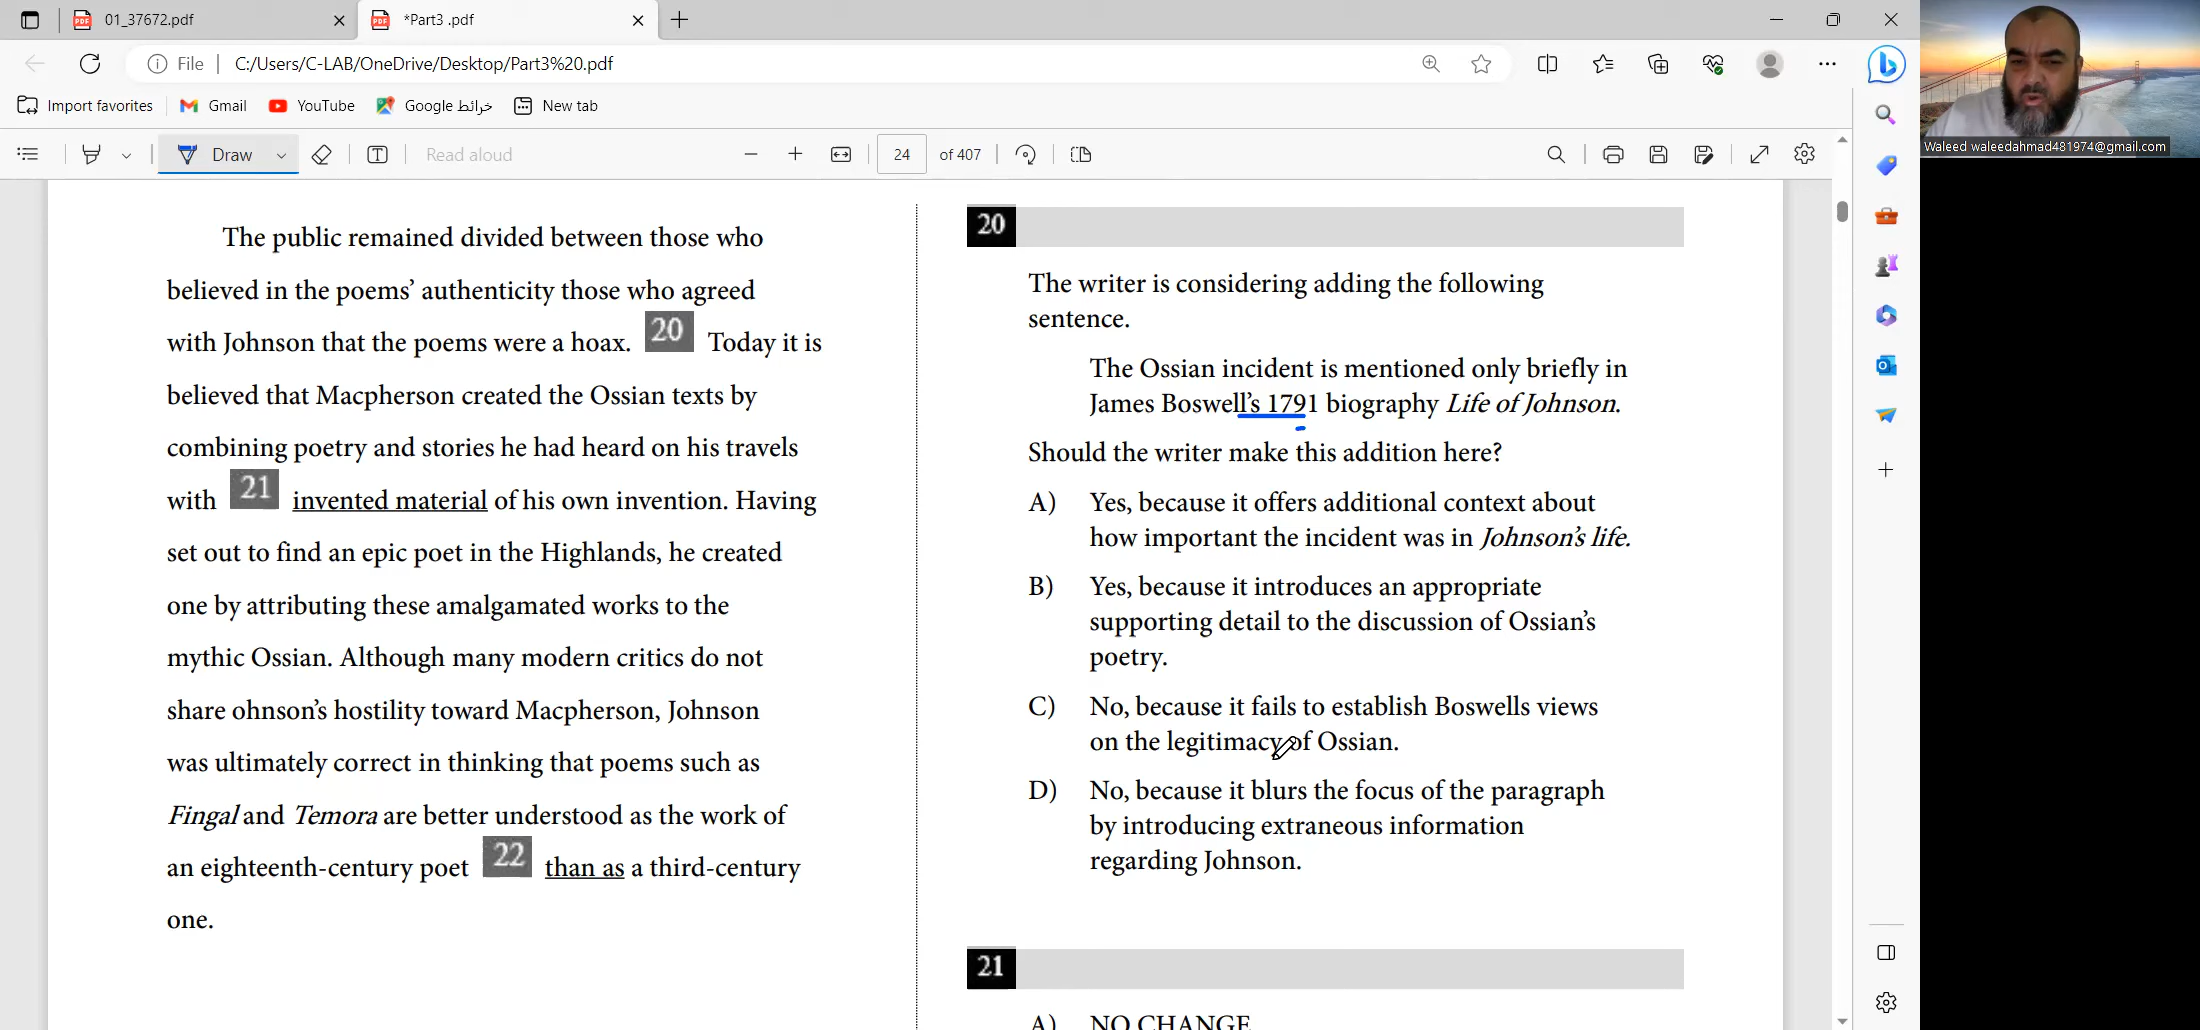 01_37672.pdf
*Part3 .pdf
File
C:/Users/C-LAB/OneDrive/Desktop/Part3%20.pdf
Import favorites
Gmail
YouTube
Google خرائط
New tab
Draw
Read aloud
24
of 407
The public remained divided between those who
believed in the poems’ authenticity those who agreed
with Johnson that the poems were a hoax. 20 Today it is
believed that Macpherson created the Ossian texts by
combining poetry and stories he had heard on his travels
with 21 invented material of his own invention. Having
set out to find an epic poet in the Highlands, he created
one by attributing these amalgamated works to the
mythic Ossian. Although many modern critics do not
share ohnson’s hostility toward Macpherson, Johnson
was ultimately correct in thinking that poems such as
Fingal and Temora are better understood as the work of
an eighteenth-century poet 22 than as a third-century
one.
20
The writer is considering adding the following
sentence.
The Ossian incident is mentioned only briefly in
James Boswell’s 1791 biography Life of Johnson.
Should the writer make this addition here?
A) Yes, because it offers additional context about
how important the incident was in Johnson’s life.
B) Yes, because it introduces an appropriate
supporting detail to the discussion of Ossian’s
poetry.
C) No, because it fails to establish Boswells views
on the legitimacy of Ossian.
D) No, because it blurs the focus of the paragraph
by introducing extraneous information
regarding Johnson.
21
A) NO CHANGE
Waleed waleedahmad481974@gmail.com